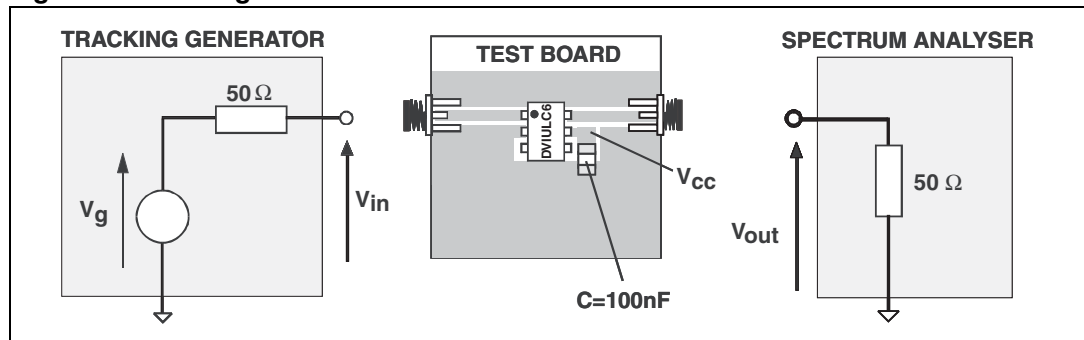 TRACKING GENERATOR
50 Ω
Vg
Vin
TEST BOARD
DVIULC6
Vcc
C=100nF
SPECTRUM ANALYSER
50 Ω
Vout